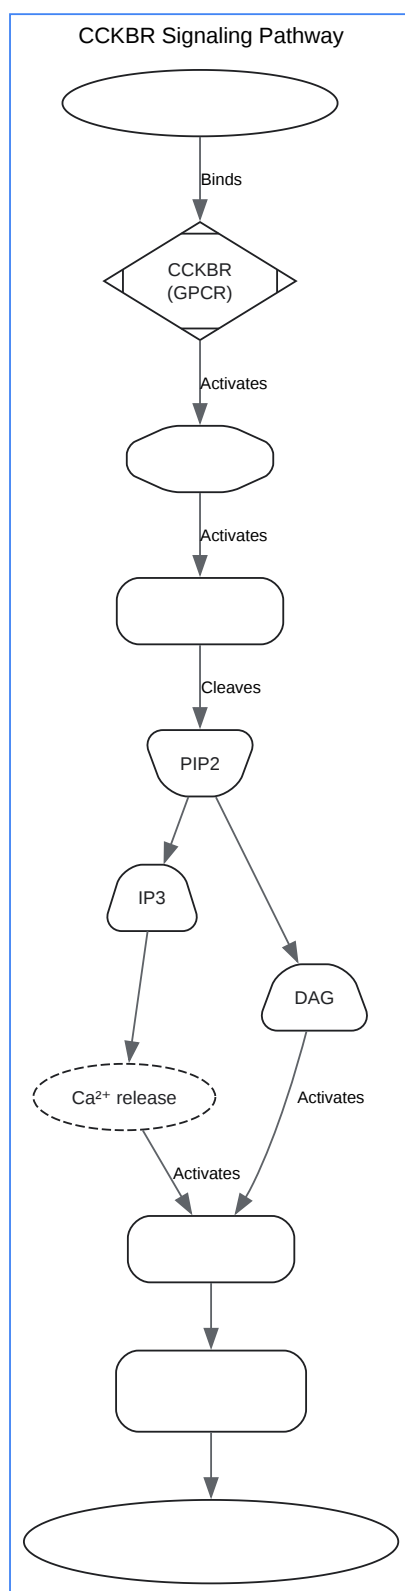 CCKBR Signaling Pathway
Binds
CCKBR
(GPCR)
Activates
Activates
Cleaves
PIP2
IP3
DAG
Ca²⁺ release
Activates
Activates